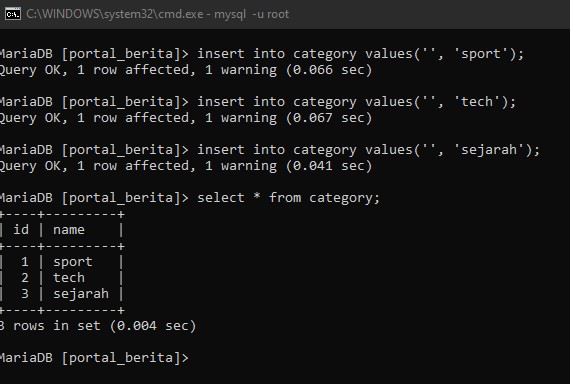 C:\WINDOWS\system32\cmd.exe - mysql -u root
MariaDB [portal_berita]> insert into category values('', 'sport');
Query OK, 1 row affected, 1 warning (0.066 sec)
MariaDB [portal_berita]> insert into category values('', 'tech');
Query OK, 1 row affected, 1 warning (0.067 sec)
MariaDB [portal_berita]> insert into category values('', 'sejarah');
Query OK, 1 row affected, 1 warning (0.041 sec)
MariaDB [portal_berita]> select * from category;
+----+---------+
| id | name    |
+----+---------+
|  1 | sport   |
|  2 | tech    |
|  3 | sejarah |
+----+---------+
3 rows in set (0.004 sec)
MariaDB [portal_berita]>